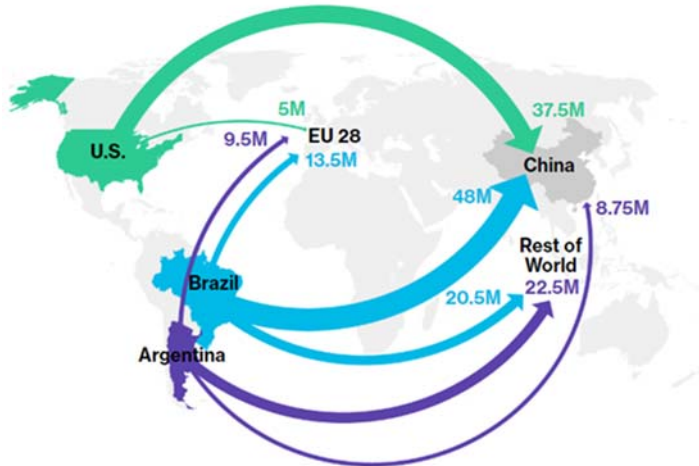 5M
37.5M
9.5M
EU 28
U.S.
13.5M
China
48M
8.75M
Rest of
World
Brazil
22.5M
20.5M
Argentina